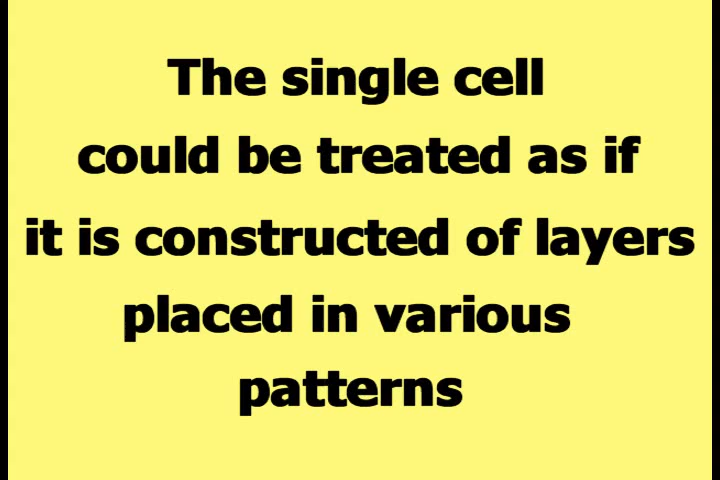 The single cell
could be treated as if
it is constructed of layers
placed in various
patterns